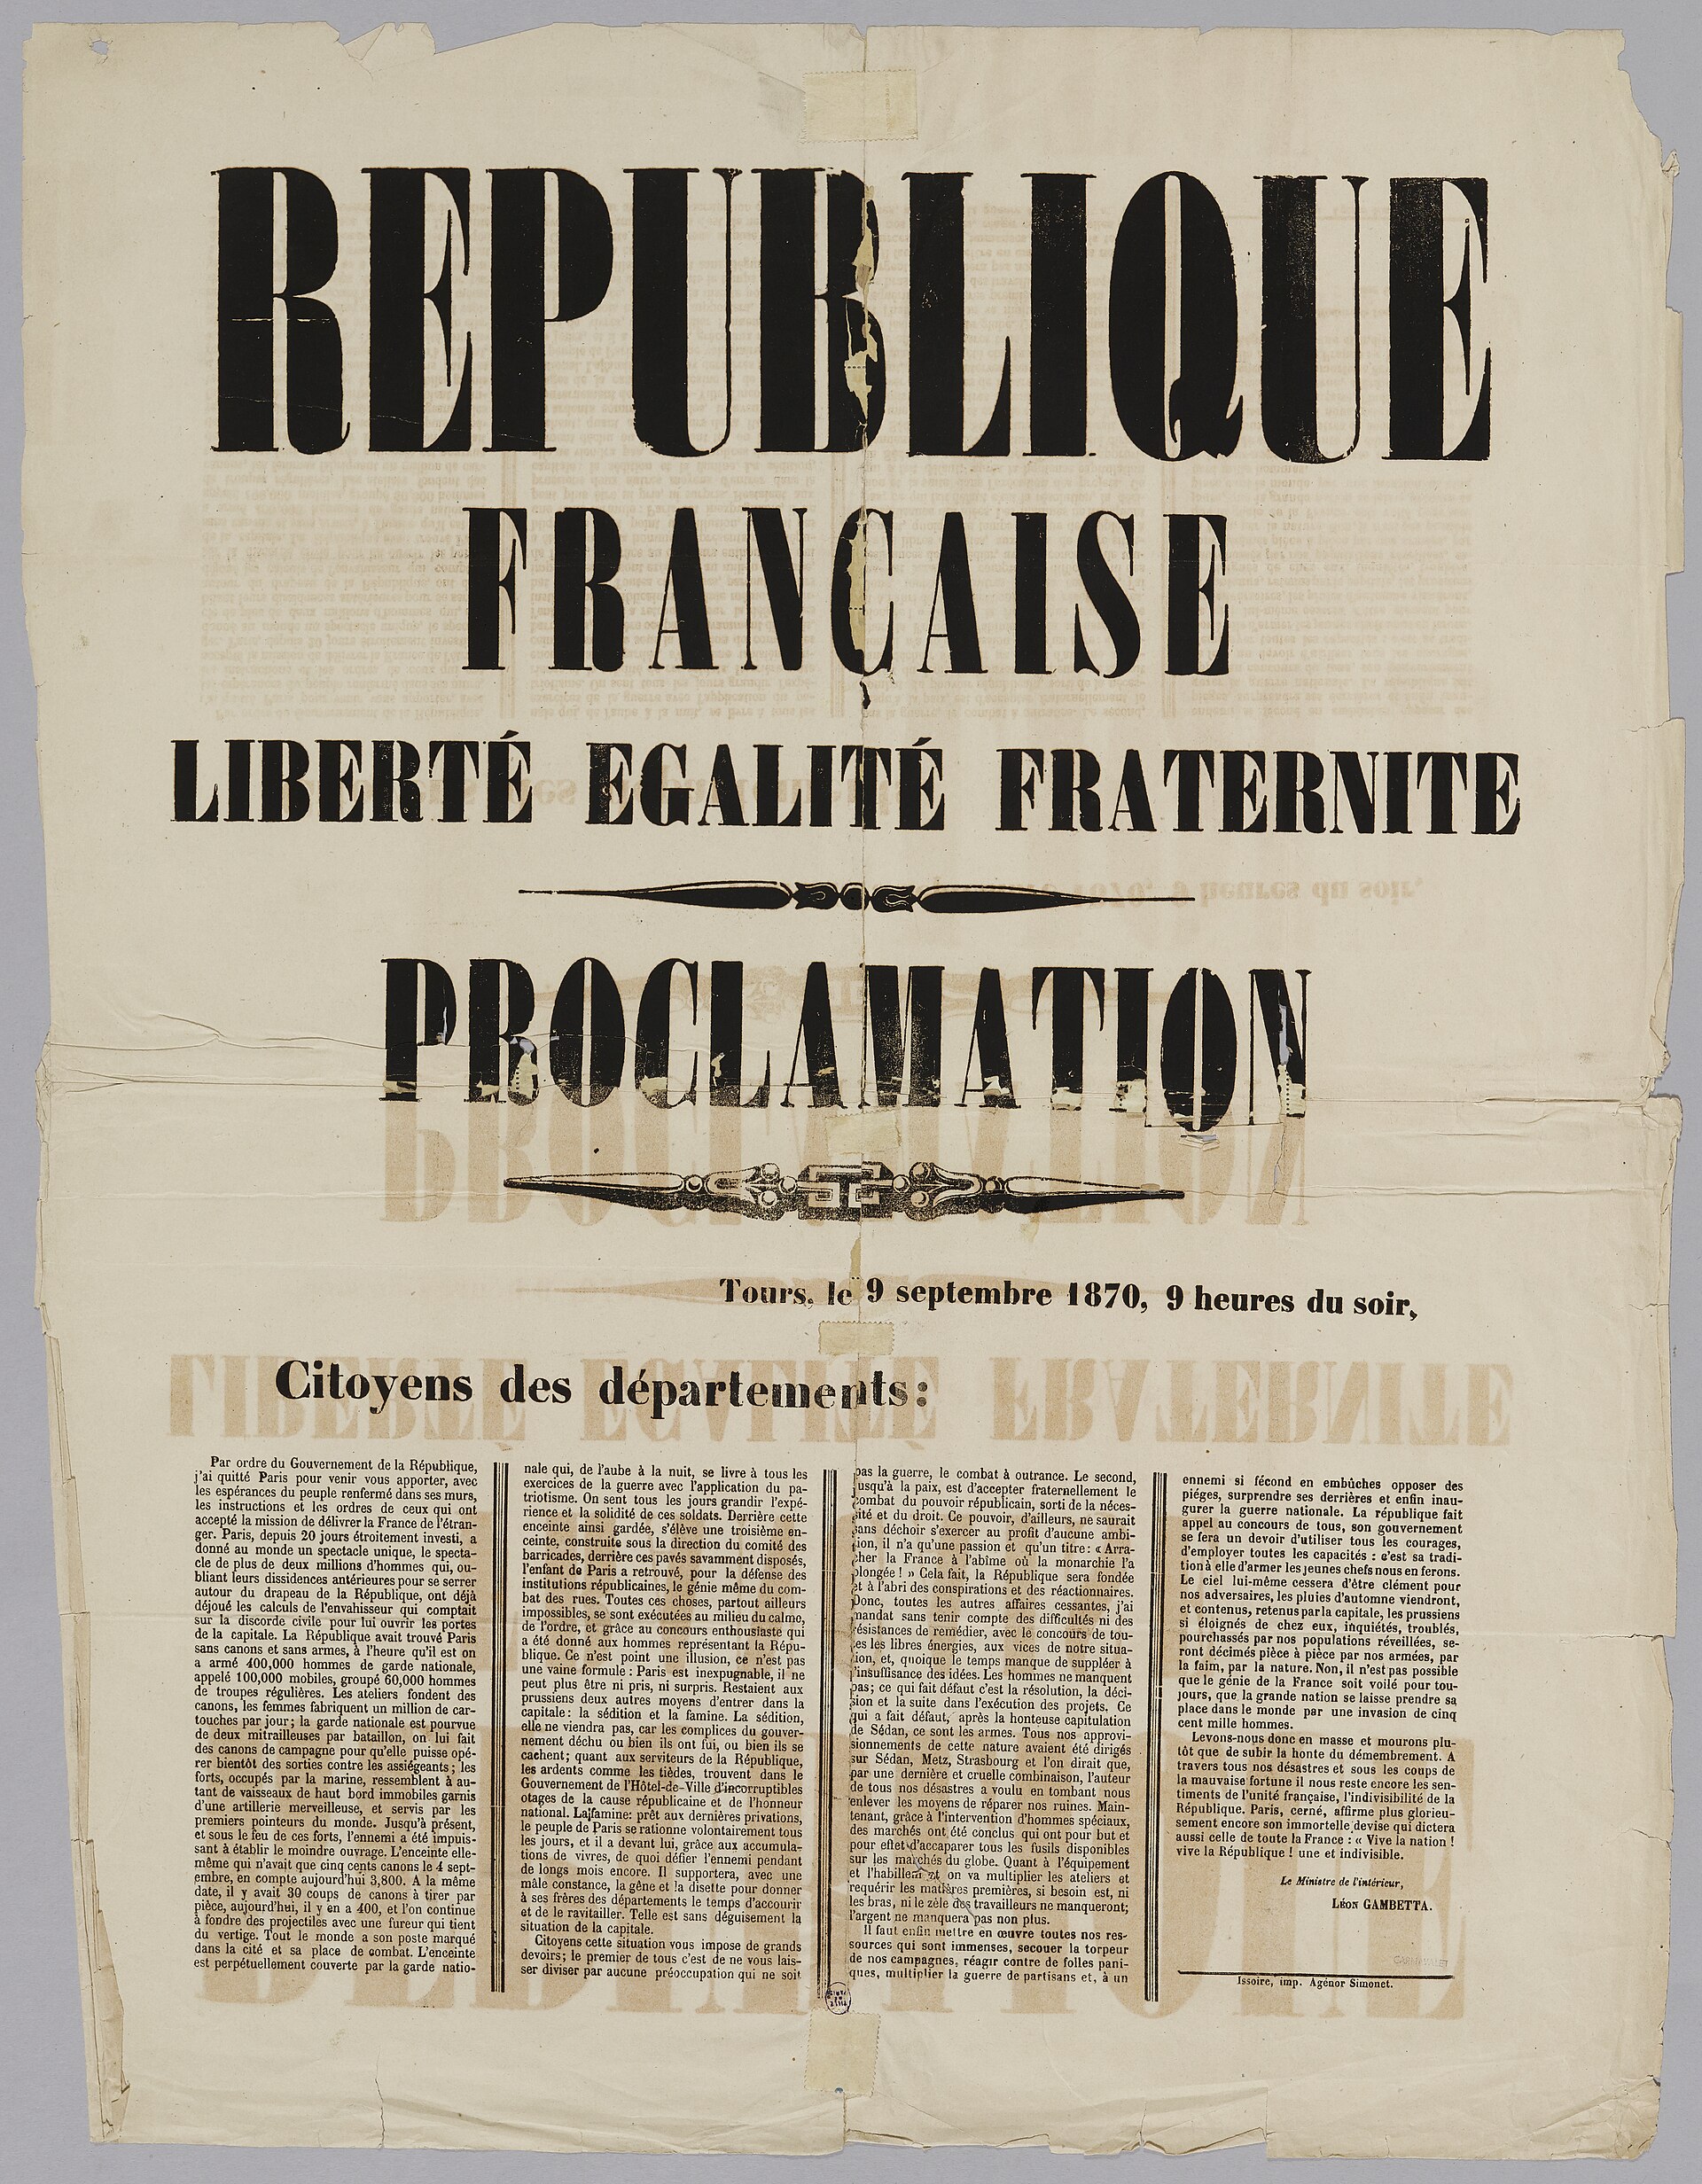 REPUBLIQUE
FRANÇAISE
LIBERTÉ EGALITÉ FRATERNITE
PROCLAMATION
Tours, le 9 septembre 1870, 9 heures du soir,
Citoyens des départements:
Par ordre du Gouvernement de la République,
j'ai quitté Paris pour venir vous apporter, avec
les espérances du peuple renfermé dans ses murs,
les instructions et les ordres de ceux qui ont
accepté la mission de délivrer la France de l'étran-
ger. Paris, depuis 20 jours étroitement investi, a
donné au monde un spectacle unique, le specta-
cle de plus de deux millions d'hommes qui, ou-
bliant leurs dissidences antérieures pour se serrer
autour du drapeau de la République, ont déjà
déjoué les calculs de l'envahisseur qui comptait
sur la discorde civile pour lui ouvrir les portes
de la capitale. La République avait trouvé Paris
sans canons et sans armes, à l'heure qu'il est on
a armé 400,000 hommes de garde nationale,
appelé 100,000 mobiles, groupé 60,000 hommes
de troupes régulières. Les ateliers fondent des
canons, les femmes fabriquent un million de car-
touches par jour; la garde nationale est pourvue
de deux mitrailleuses par bataillon, on lui fait
des canons de campagne pour qu'elle puisse opé-
rer bientôt des sorties contre les assiégeants; les
forts, occupés par la marine, ressemblent à au-
tant de vaisseaux de haut bord immobiles garnis
d'une artillerie merveilleuse, et servis par les
premiers pointeurs du monde. Jusqu'à présent,
et sous le feu de ces forts, l'ennemi a été impuis-
sant à établir le moindre ouvrage. L'enceinte elle-
même qui n'avait que cinq cents canons le 4 sept-
embre, en compte aujourd'hui 3,800. A la même
date, il y avait 30 coups de canons à tirer par
pièce, aujourd'hui, il y en a 400, et l'on continue
à fondre des projectiles avec une fureur qui tient
du vertige. Tout le monde a son poste marqué
dans la cité et sa place de combat. L'enceinte
est perpétuellement couverte par la garde natio-
nale qui, de l'aube à la nuit, se livre à tous les
exercices de la guerre avec l'application du pa-
triotisme. On sent tous les jours grandir l'expé-
rience et la solidité de ces soldats. Derrière cette
enceinte ainsi gardée, s'élève une troisième en-
ceinte, construite sous la direction du comité des
barricades, derrière ces pavés savamment disposés,
l'enfant de Paris a retrouvé, pour la défense des
institutions républicaines, le génie même du com-
bat des rues. Toutes ces choses, partout ailleurs
impossibles, se sont exécutées au milieu du calme,
de l'ordre, et grâce au concours enthousiaste qui
a été donné aux hommes représentant la Répu-
blique. Ce n'est point une illusion, ce n'est pas
une vaine formule : Paris est inexpugnable, il ne
peut plus être ni pris, ni surpris. Restaient aux
prussiens deux autres moyens d'entrer dans la
capitale : la sédition et la famine. La sédition,
elle ne viendra pas, car les complices du gouver-
nement déchu ou bien ils ont fui, ou bien ils se
cachent; quant aux serviteurs de la République,
les ardents comme les tièdes, trouvent dans le
Gouvernement de l'Hôtel-de-Ville d'incorruptibles
otages de la cause républicaine et de l'honneur
national. La famine: prêt aux dernières privations,
le peuple de Paris se rationne volontairement tous
les jours, et il a devant lui, grâce aux accumula-
tions de vivres, de quoi défier l'ennemi pendant
de longs mois encore. Il supportera, avec une
mâle constance, la gêne et la disette pour donner
à ses frères des départements le temps d'accourir
et de le ravitailler. Telle est sans déguisement la
situation de la capitale.
Citoyens cette situation vous impose de grands
devoirs; le premier de tous c'est de ne vous lais-
ser diviser par aucune préoccupation qui ne soit
pas la guerre, le combat à outrance. Le second,
jusqu'à la paix, est d'accepter fraternellement le
combat du pouvoir républicain, sorti de la néces-
sité et du droit. Ce pouvoir, d'ailleurs, ne saurait
sans déchoir s'exercer au profit d'aucune ambi-
tion, il n'a qu'une passion et qu'un titre: « Arra-
cher la France à l'abîme où la monarchie l'a
plongée ! » Cela fait, la République sera fondée
et à l'abri des conspirations et des réactionnaires.
Donc, toutes les autres affaires cessantes, j'ai
mandat sans tenir compte des difficultés ni des
résistances de remédier, avec le concours de tou-
tes les libres énergies, aux vices de notre situa-
tion, et, quoique le temps manque de suppléer à
l'insuffisance des idées. Les hommes ne manquent
pas; ce qui fait défaut c'est la résolution, la déci-
sion et la suite dans l'exécution des projets. Ce
qui a fait défaut, après la honteuse capitulation
de Sédan, ce sont les armes. Tous nos approvi-
sionnements de cette nature avaient été dirigés
sur Sédan, Metz, Strasbourg et l'on dirait que,
par une dernière et cruelle combinaison, l'auteur
de tous nos désastres a voulu en tombant nous
enlever les moyens de réparer nos ruines. Main-
tenant, grâce à l'intervention d'hommes spéciaux,
des marchés ont été conclus qui ont pour but et
pour effet d'accaparer tous les fusils disponibles
sur les marchés du globe. Quant à l'équipement
et l'habillement on va multiplier les ateliers et
requérir les matières premières, si besoin est, ni
les bras, ni le zèle des travailleurs ne manqueront;
l'argent ne manquera pas non plus.
Il faut enfin mettre en œuvre toutes nos res-
sources qui sont immenses, secouer la torpeur
de nos campagnes, réagir contre de folles pani-
ques, multiplier la guerre de partisans et, à un
ennemi si fécond en embûches opposer des
piéges, surprendre ses derrières et enfin inau-
gurer la guerre nationale. La république fait
appel au concours de tous, son gouvernement
se fera un devoir d'utiliser tous les courages,
d'employer toutes les capacités : c'est sa tradi-
tion à elle d'armer les jeunes chefs nous en ferons.
Le ciel lui-même cessera d'être clément pour
nos adversaires, les pluies d'automne viendront,
et contenus, retenus par la capitale, les prussiens
si éloignés de chez eux, inquiétés, troublés,
pourchassés par nos populations réveillées, se-
ront décimés pièce à pièce par nos armées, par
la faim, par la nature. Non, il n'est pas possible
que le génie de la France soit voilé pour tou-
jours, que la grande nation se laisse prendre sa
place dans le monde par une invasion de cinq
cent mille hommes.
Levons-nous donc en masse et mourons plu-
tôt que de subir la honte du démembrement. A
travers tous nos désastres et sous les coups de
la mauvaise fortune il nous reste encore les sen-
timents de l'unité française, l'indivisibilité de la
République. Paris, cerné, affirme plus glorieu-
sement encore son immortelle devise qui dictera
aussi celle de toute la France : « Vive la nation !
vive la République ! une et indivisible.
Le Ministre de l'intérieur,
LÉON GAMBETTA.
Issoire, imp. Agénor Simonet.